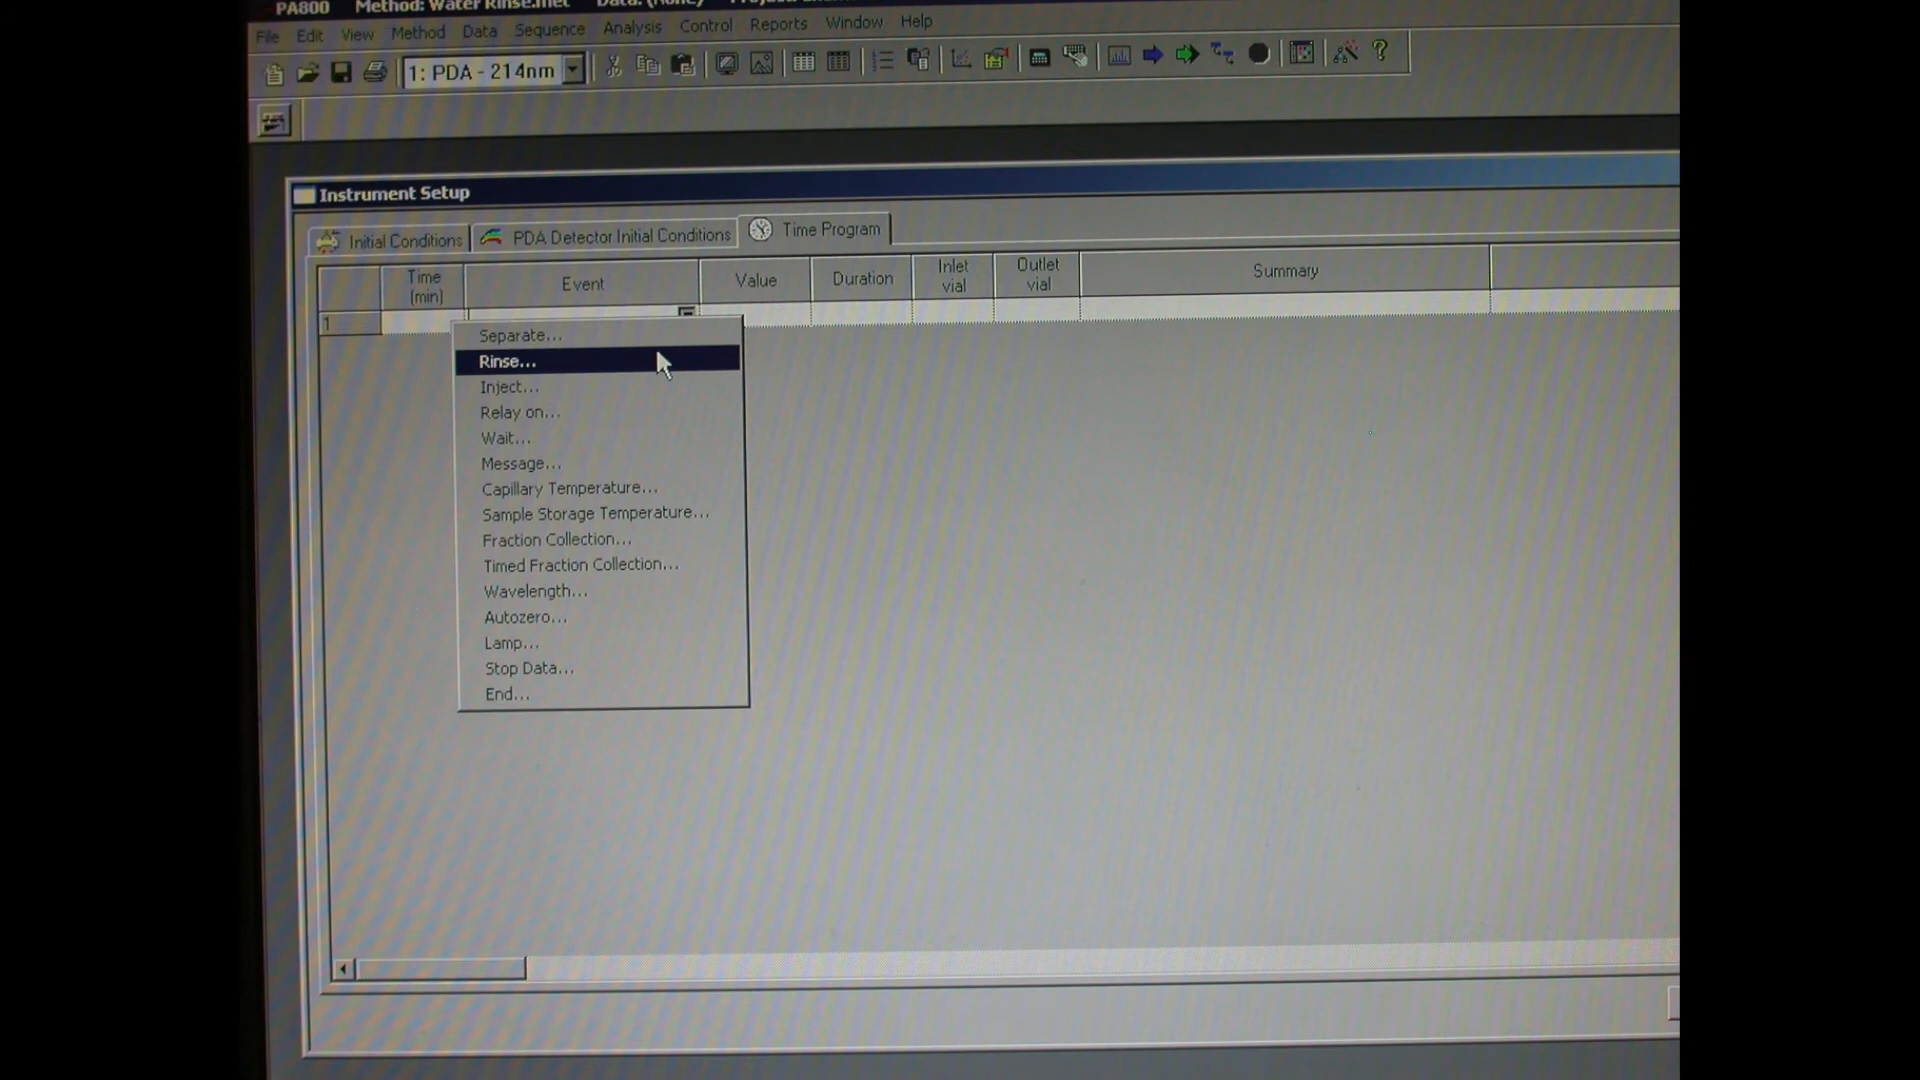 PA800 Method: Water Rinse.met Data: (None)
File Edit View Method Data Sequence Analysis Control Reports Window Help
1: PDA - 214nm
Instrument Setup
Initial Conditions PDA Detector Initial Conditions Time Program
Time (min) Event Value Duration Inlet vial Outlet vial Summary
1
Separate...
Rinse...
Inject...
Relay on...
Wait...
Message...
Capillary Temperature...
Sample Storage Temperature...
Fraction Collection...
Timed Fraction Collection...
Wavelength...
Autozero...
Lamp...
Stop Data...
End...